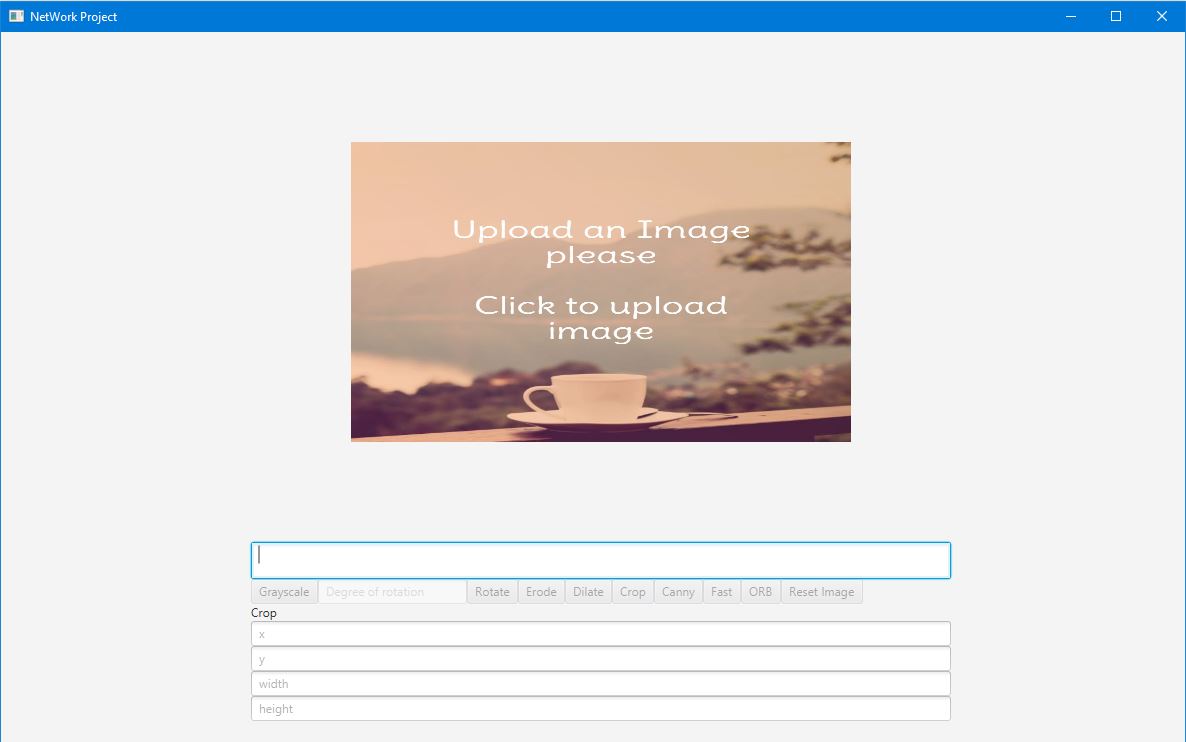 NetWork Project
Upload an Image
please
Click to upload
image
Grayscale Degree of rotation Rotate Erode Dilate Crop Canny Fast ORB Reset Image
Crop
x
y
width
height